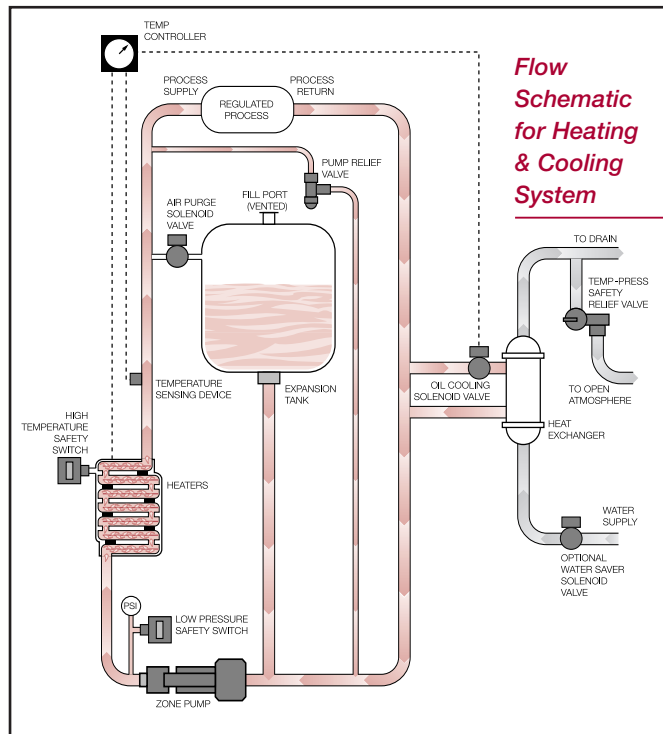 TEMP
CONTROLLER
Flow
Schematic
for Heating
& Cooling
System
PROCESS
SUPPLY
PROCESS
RETURN
REGULATED
PROCESS
PUMP RELIEF
VALVE
FILL PORT
(VENTED)
AIR PURGE
SOLENOID
VALVE
TO DRAIN
TEMP-PRESS
SAFETY
RELIEF VALVE
TEMPERATURE
SENSING DEVICE
EXPANSION
TANK
OIL COOLING
SOLENOID VALVE
TO OPEN
ATMOSPHERE
HIGH
TEMPERATURE
SAFETY
SWITCH
HEAT
EXCHANGER
HEATERS
WATER
SUPPLY
OPTIONAL
WATER SAVER
SOLENOID
VALVE
PSI
LOW PRESSURE
SAFETY SWITCH
ZONE PUMP